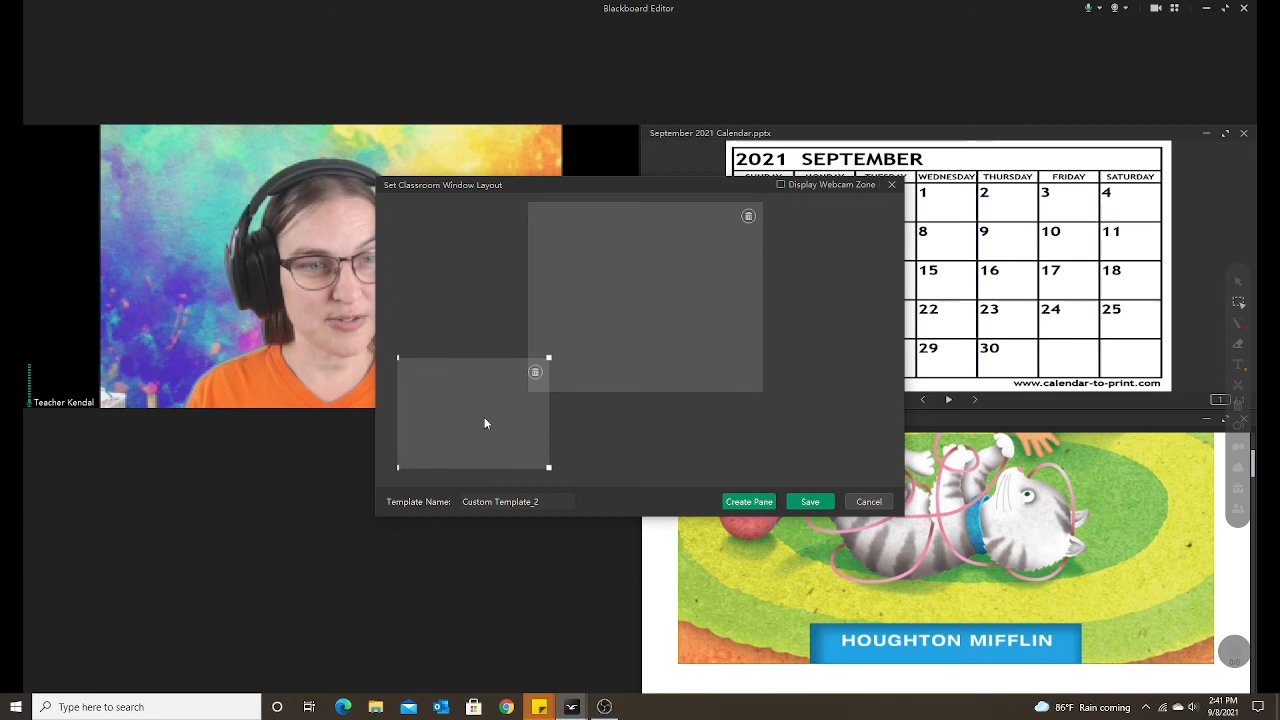 Blackboard Editor
September 2021 Calendar.pptx
2021 SEPTEMBER
WEDNESDAY THURSDAY FRIDAY SATURDAY
1 2 3 4
8 9 10 11
15 16 17 18
22 23 24 25
29 30
www.calendar-to-print.com
Set Classroom Window Layout
Display Webcam Zone
Template Name: Custom Template_2
Create Pane
Save
Cancel
Teacher Kendal
1
HOUGHTON MIFFLIN
0/0
Type here to search
86°F Rain coming
2:41 PM
9/8/2021